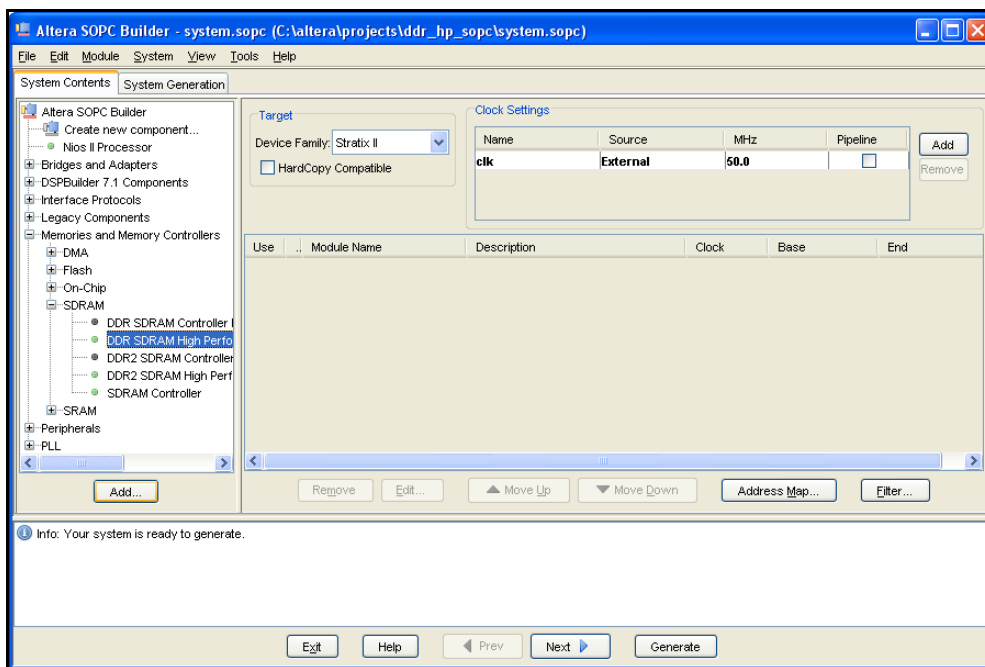 Altera SOPC Builder - system.sopc (C:\altera\projects\ddr_hp_sopc\system.sopc)
File Edit Module System View Tools Help
System Contents System Generation
Altera SOPC Builder
Create new component...
Nios II Processor
Bridges and Adapters
DSPBuilder 7.1 Components
Interface Protocols
Legacy Components
Memories and Memory Controllers
DMA
Flash
On-Chip
SDRAM
DDR SDRAM Controller
DDR SDRAM High Perfo
DDR2 SDRAM Controller
DDR2 SDRAM High Perf
SDRAM Controller
SRAM
Peripherals
PLL
Add...
Target
Device Family: Stratix II
HardCopy Compatible
Clock Settings
Name Source MHz Pipeline
clk External 50.0
Add
Remove
Use .. Module Name Description Clock Base End
Remove Edit... Move Up Move Down Address Map... Filter...
Info: Your system is ready to generate.
Exit Help Prev Next Generate